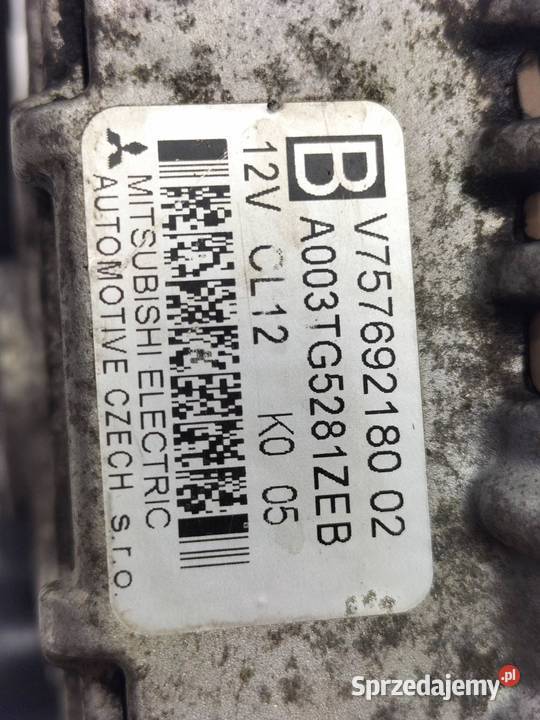 B V757692180 02
A003TG5281ZEB
12V CL12 K0 05
MITSUBISHI ELECTRIC
AUTOMOTIVE CZECH s.r.o.
Sprzedajemy.pl